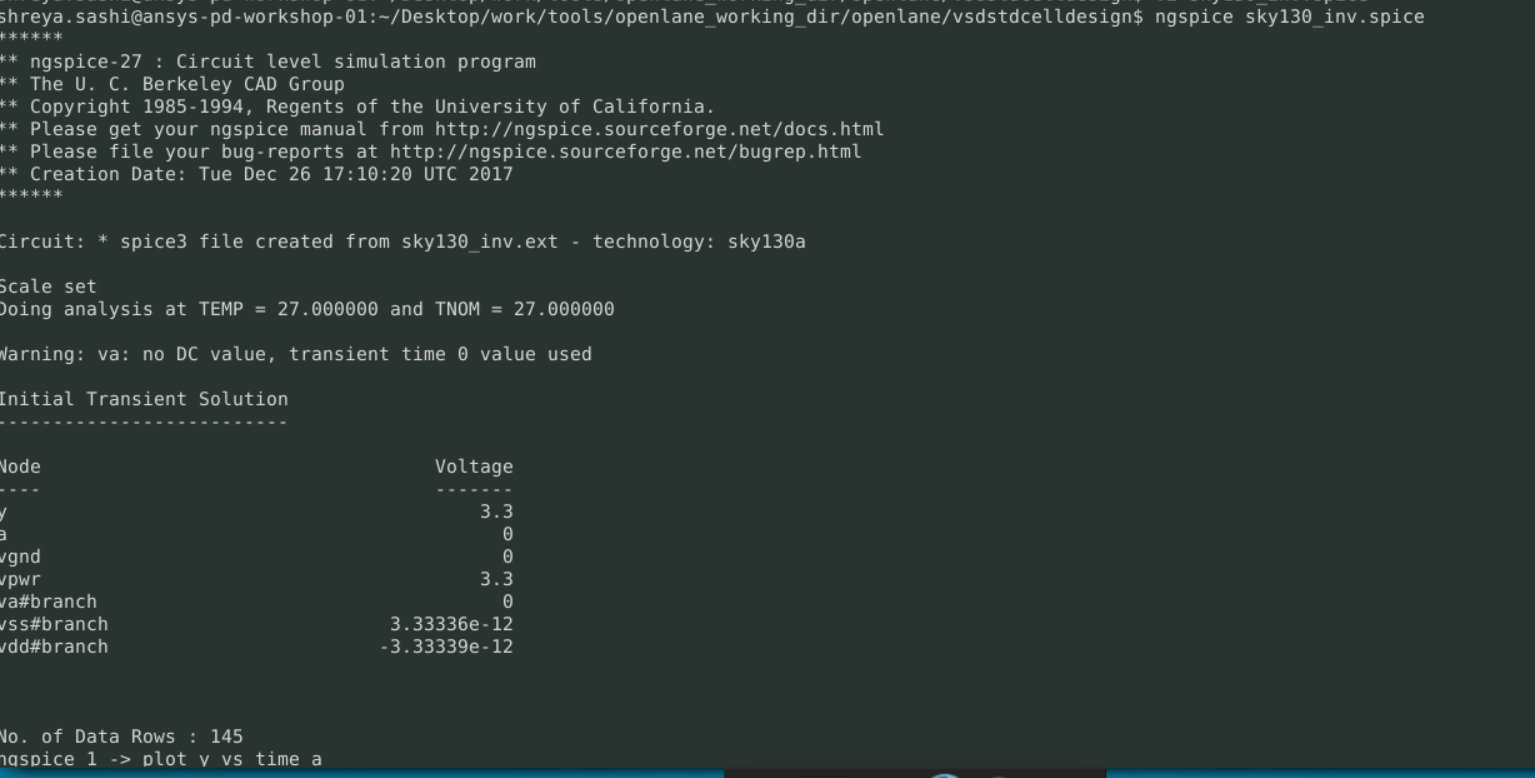 shreya.sashi@ansys-pd-workshop-01:~/Desktop/work/tools/openlane_working_dir/openlane/vsdstdcelldesign$ ngspice sky130_inv.spice
******
** ngspice-27 : Circuit level simulation program
** The U. C. Berkeley CAD Group
** Copyright 1985-1994, Regents of the University of California.
** Please get your ngspice manual from http://ngspice.sourceforge.net/docs.html
** Please file your bug-reports at http://ngspice.sourceforge.net/bugrep.html
** Creation Date: Tue Dec 26 17:10:20 UTC 2017
******
Circuit: * spice3 file created from sky130_inv.ext - technology: sky130a
Scale set
Doing analysis at TEMP = 27.000000 and TNOM = 27.000000
Warning: va: no DC value, transient time 0 value used
Initial Transient Solution
--------------------------
Node Voltage
---- -------
y 3.3
a 0
vgnd 0
vpwr 3.3
va#branch 0
vss#branch 3.33336e-12
vdd#branch -3.33339e-12
No. of Data Rows : 145
ngspice 1 -> plot y vs time a